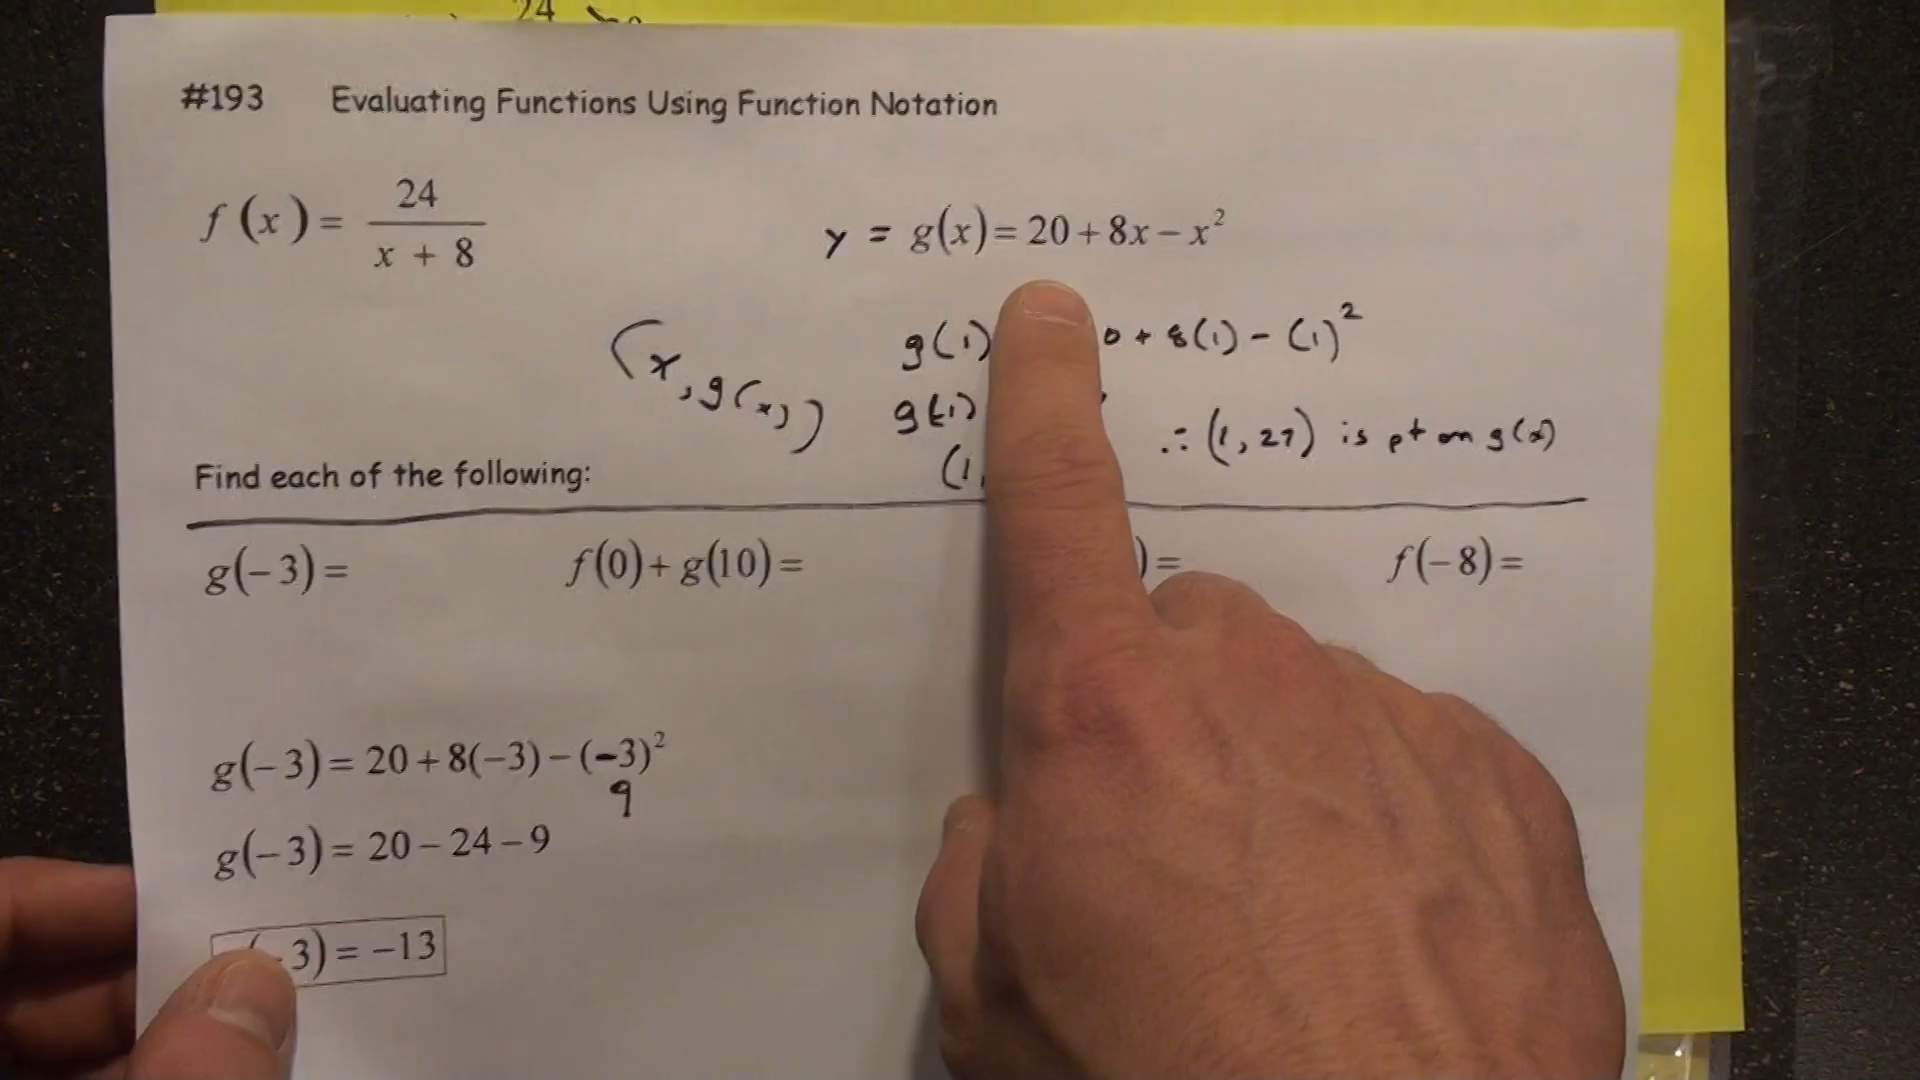 24
#193 Evaluating Functions Using Function Notation
f(x) = 24 / (x + 8)
y = g(x) = 20 + 8x − x²
g(1) 0 + 8(1) − (1)²
(x, g(x))
g(1) ∴ (1, 27) is pt on g(x)
(1,
Find each of the following:
g(−3) = f(0) + g(10) = ) = f(−8) =
g(−3) = 20 + 8(−3) − (−3)²
9
g(−3) = 20 − 24 − 9
3) = −13